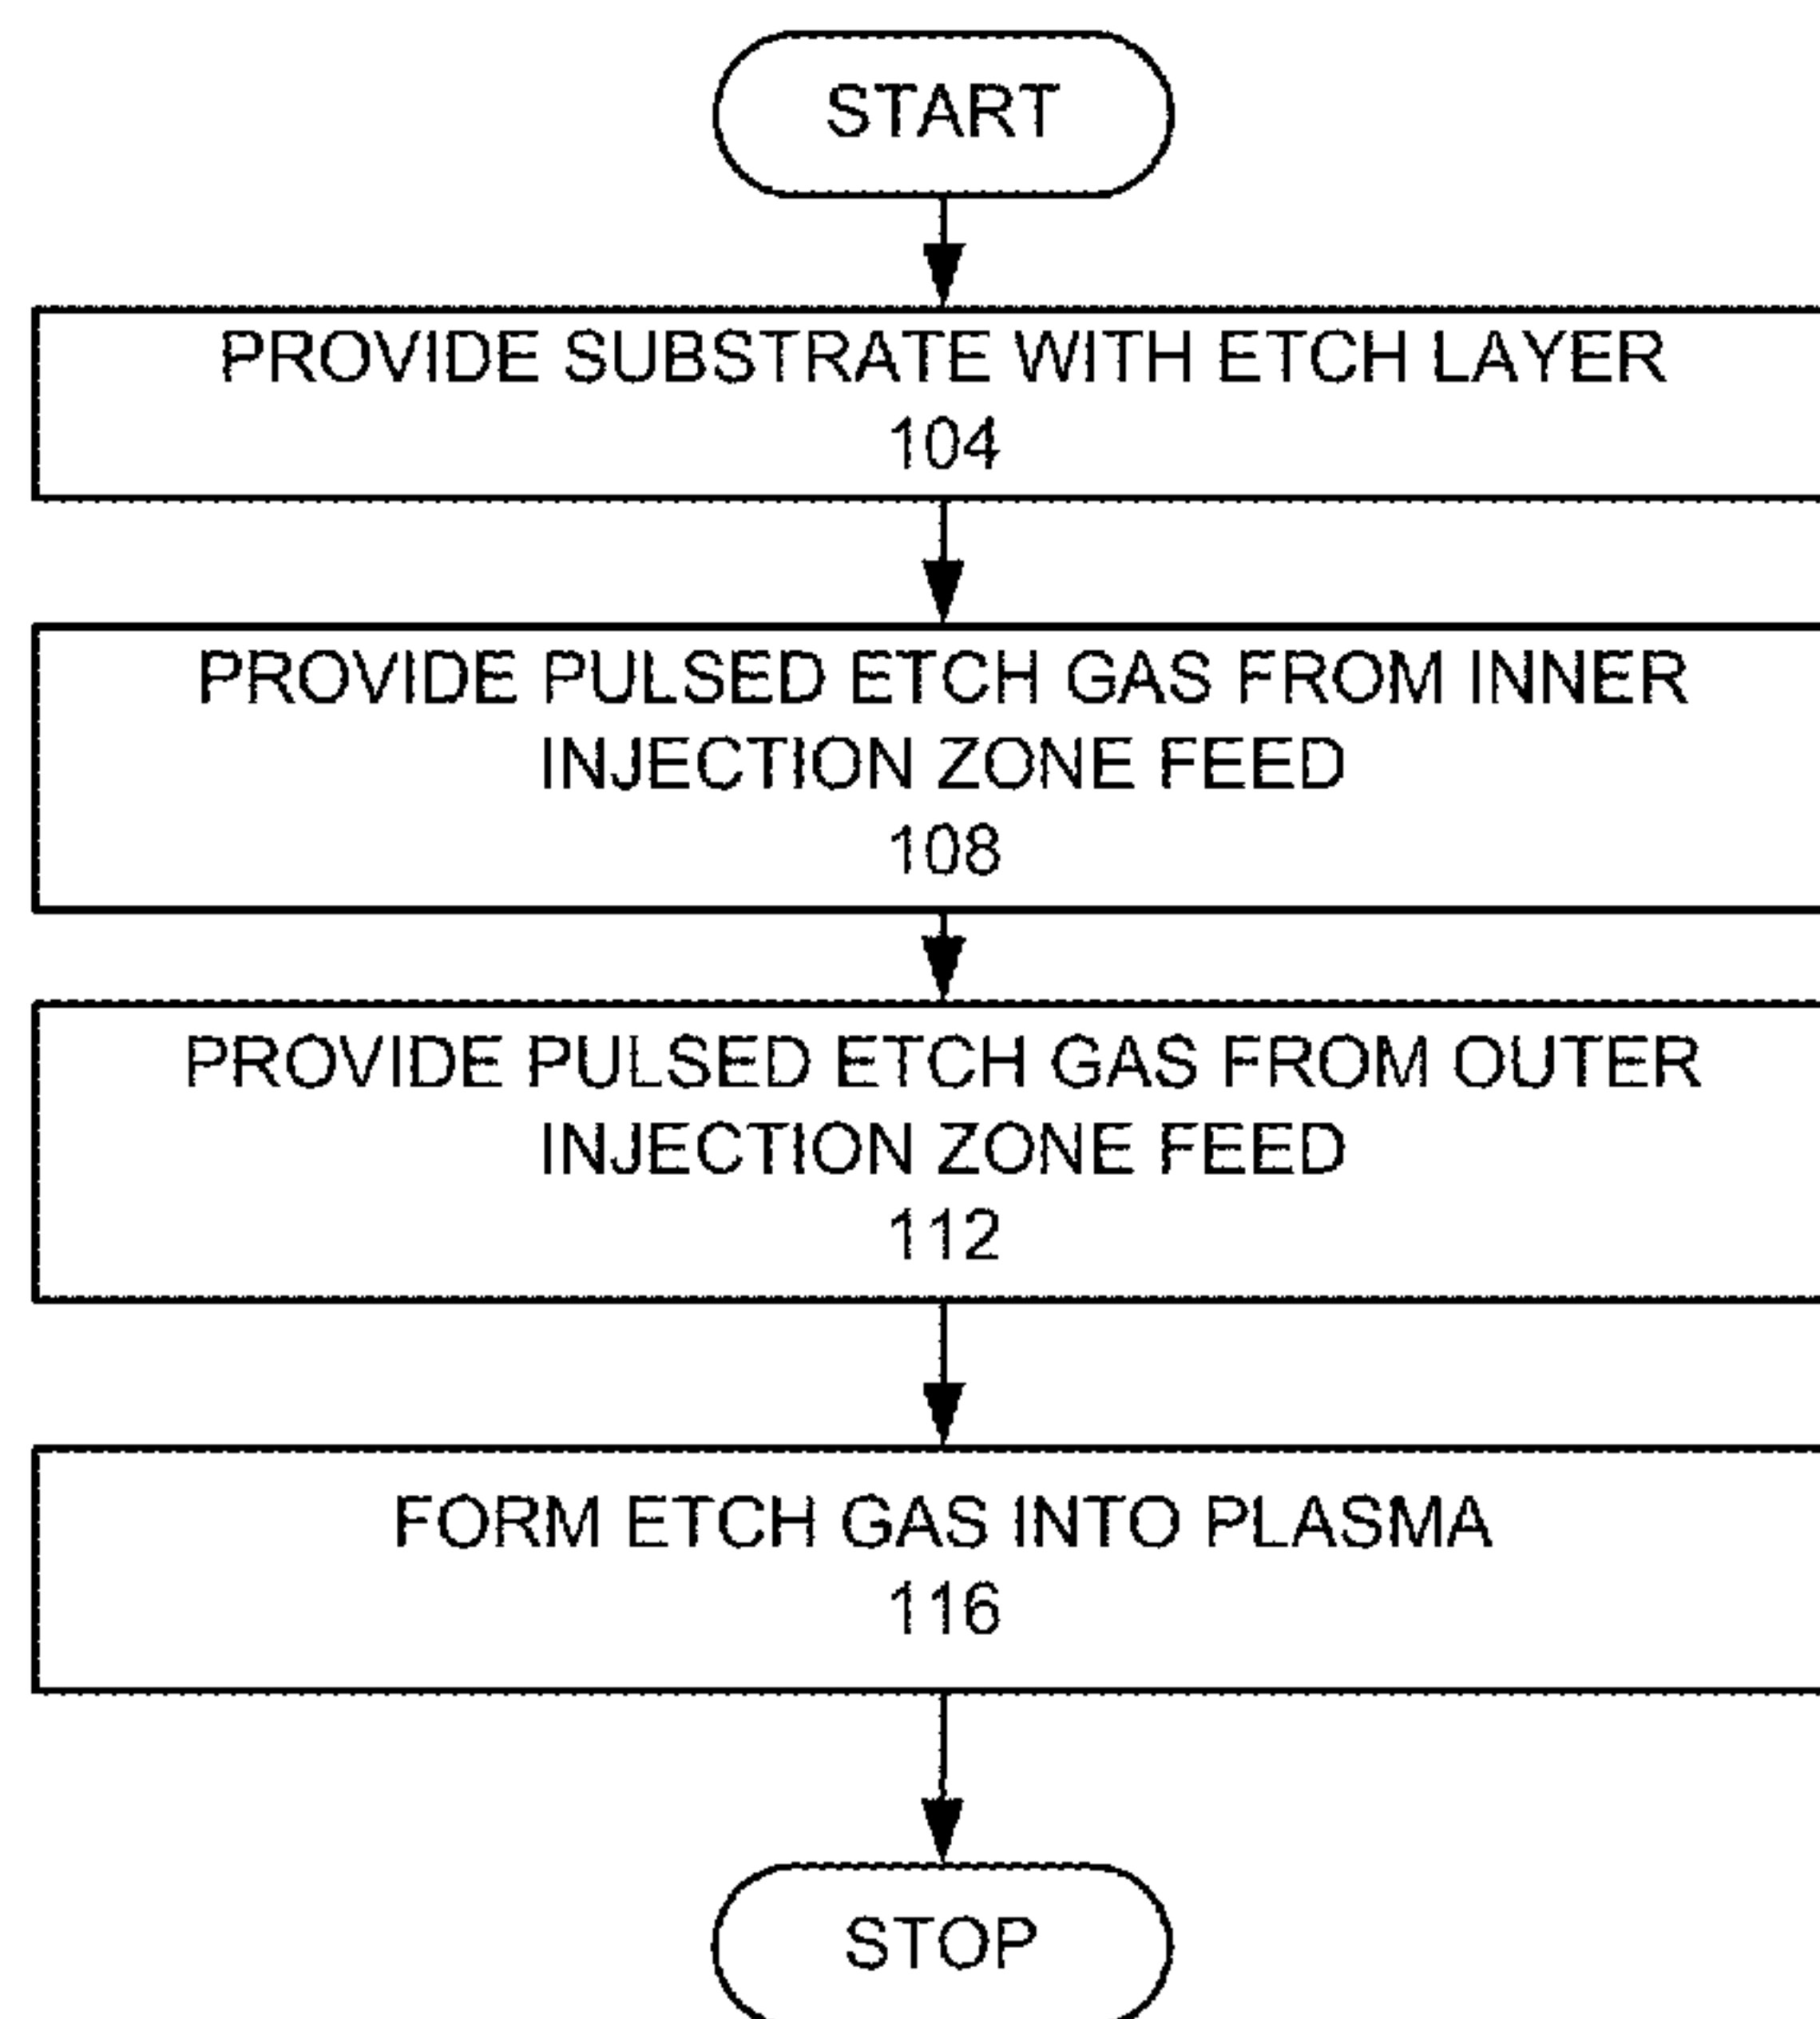 START
PROVIDE SUBSTRATE WITH ETCH LAYER
104
PROVIDE PULSED ETCH GAS FROM INNER
INJECTION ZONE FEED
108
PROVIDE PULSED ETCH GAS FROM OUTER
INJECTION ZONE FEED
112
FORM ETCH GAS INTO PLASMA
116
STOP